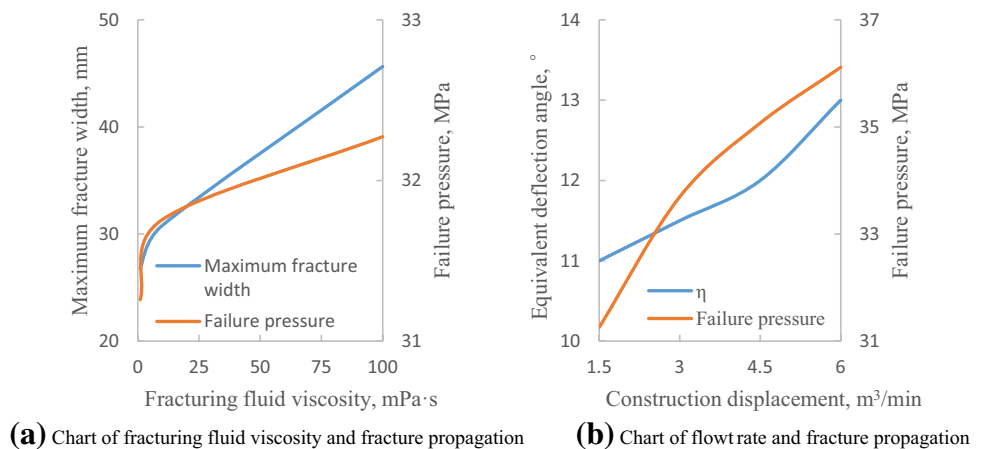 50
40
30
20
Maximum fracture width, mm
33
32
31
Failure pressure, MPa
Maximum fracture
width
Failure pressure
0
25
50
75
100
Fracturing fluid viscosity, mPa·s
(a) Chart of fracturing fluid viscosity and fracture propagation
14
13
12
11
10
Equivalent deflection angle, °
37
35
33
31
Failure pressure, MPa
η
Failure pressure
1.5
3
4.5
6
Construction displacement, m³/min
(b) Chart of flowt rate and fracture propagation